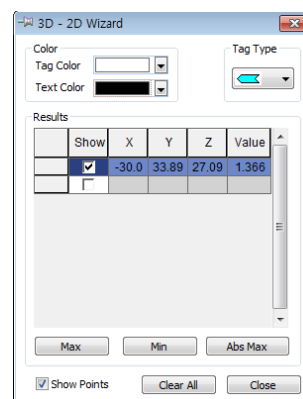 3D - 2D Wizard
Color
Tag Color
Text Color
Tag Type
Results
Show X Y Z Value
-30.0 33.89 27.09 1.366
Max Min Abs Max
Show Points Clear All Close